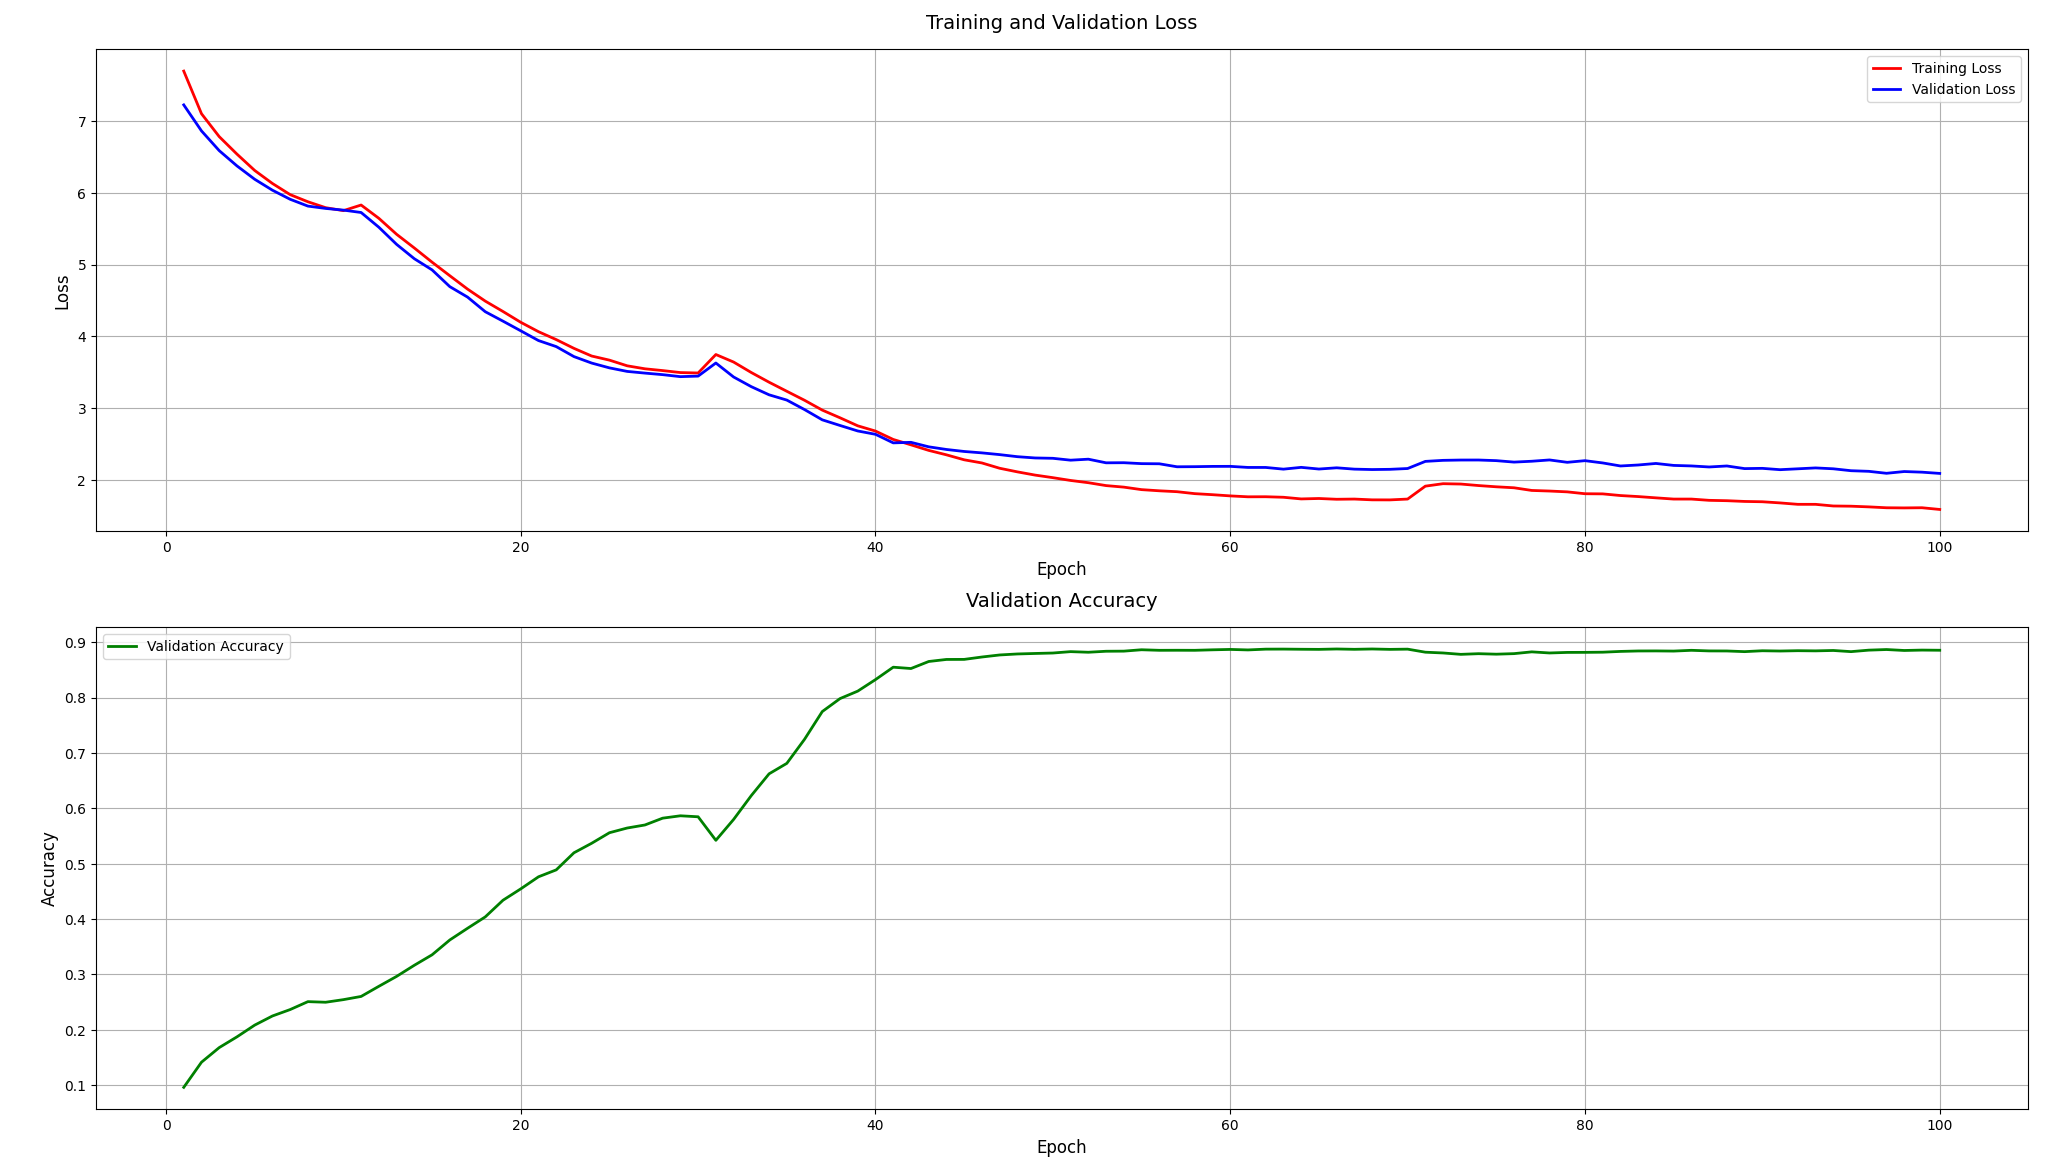 Training and Validation Loss
Training Loss
Validation Loss
7
6
5
4
3
2
Loss
0 20 40 60 80 100
Epoch
Validation Accuracy
Validation Accuracy
0.9
0.8
0.7
0.6
0.5
0.4
0.3
0.2
0.1
Accuracy
0 20 40 60 80 100
Epoch